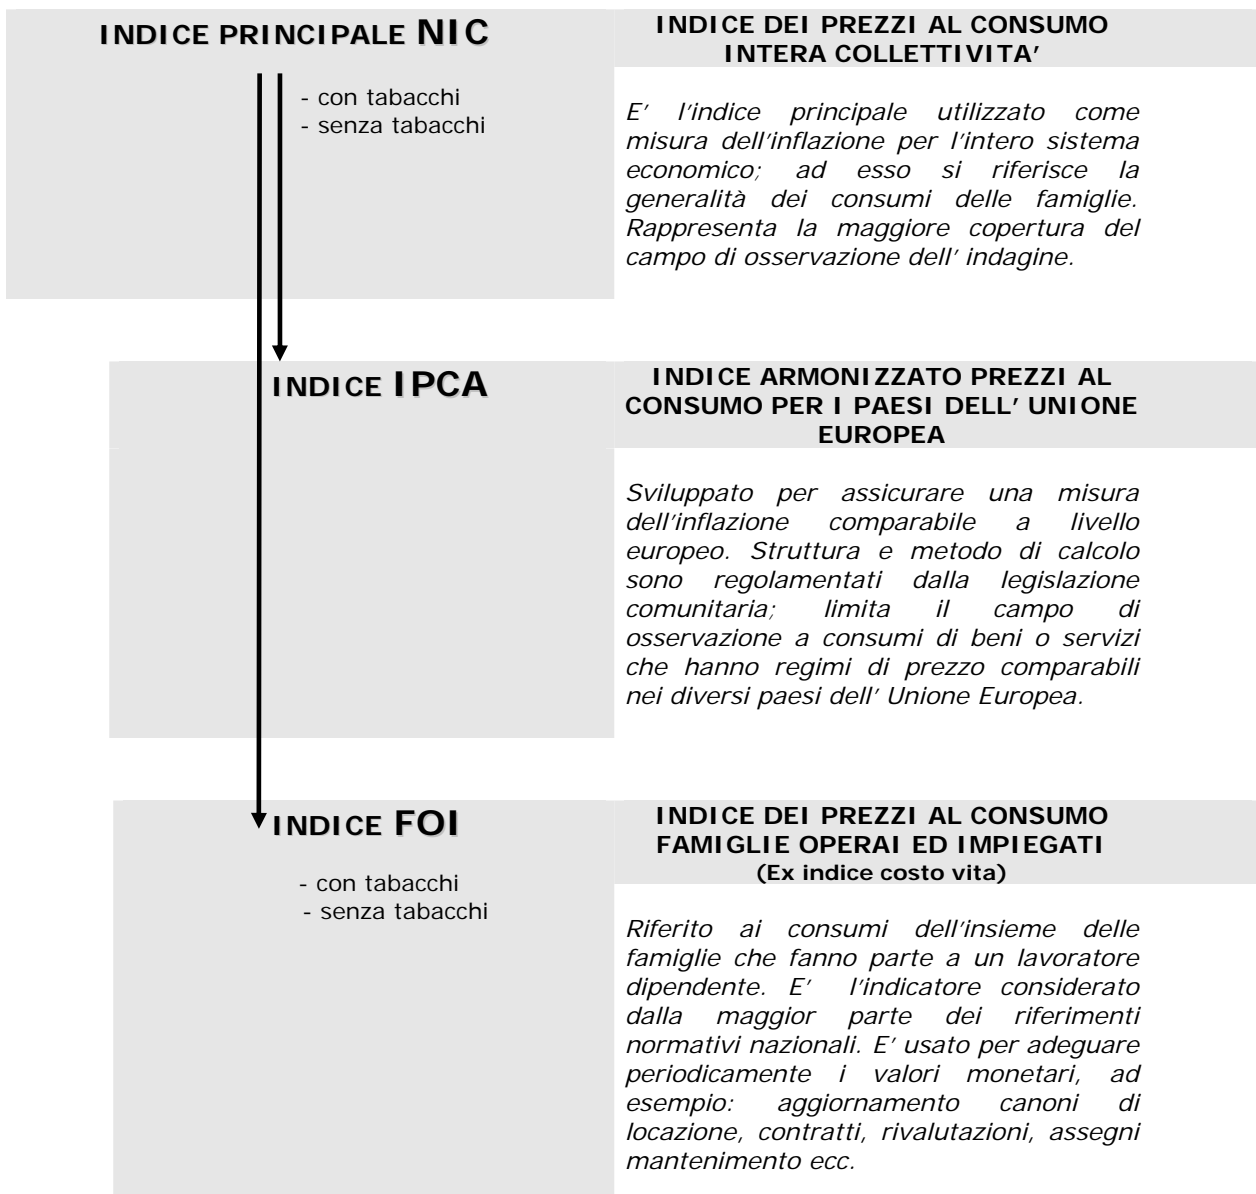 INDICE PRINCIPALE NIC
- con tabacchi
- senza tabacchi
INDICE DEI PREZZI AL CONSUMO
INTERA COLLETTIVITA’
E’ l’indice principale utilizzato come
misura dell’inflazione per l’intero sistema
economico; ad esso si riferisce la
generalità dei consumi delle famiglie.
Rappresenta la maggiore copertura del
campo di osservazione dell’ indagine.
INDICE IPCA
INDICE ARMONIZZATO PREZZI AL
CONSUMO PER I PAESI DELL’ UNIONE
EUROPEA
Sviluppato per assicurare una misura
dell’inflazione comparabile a livello
europeo. Struttura e metodo di calcolo
sono regolamentati dalla legislazione
comunitaria; limita il campo di
osservazione a consumi di beni o servizi
che hanno regimi di prezzo comparabili
nei diversi paesi dell’ Unione Europea.
INDICE FOI
- con tabacchi
- senza tabacchi
INDICE DEI PREZZI AL CONSUMO
FAMIGLIE OPERAI ED IMPIEGATI
(Ex indice costo vita)
Riferito ai consumi dell’insieme delle
famiglie che fanno parte a un lavoratore
dipendente. E’ l’indicatore considerato
dalla maggior parte dei riferimenti
normativi nazionali. E’ usato per adeguare
periodicamente i valori monetari, ad
esempio: aggiornamento canoni di
locazione, contratti, rivalutazioni, assegni
mantenimento ecc.